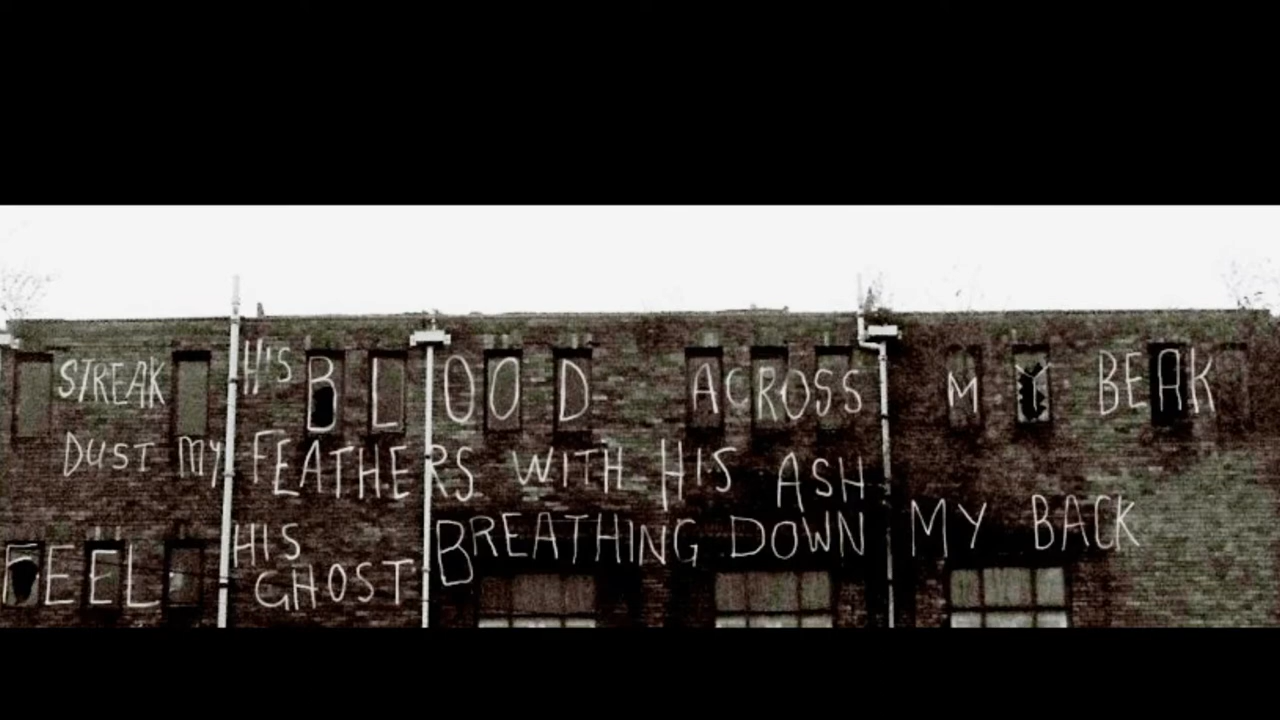 STREAK HIS BLOOD ACROSS MY BEAK
DUST MY FEATHERS WITH HIS ASH
FEEL HIS GHOST BREATHING DOWN MY BACK